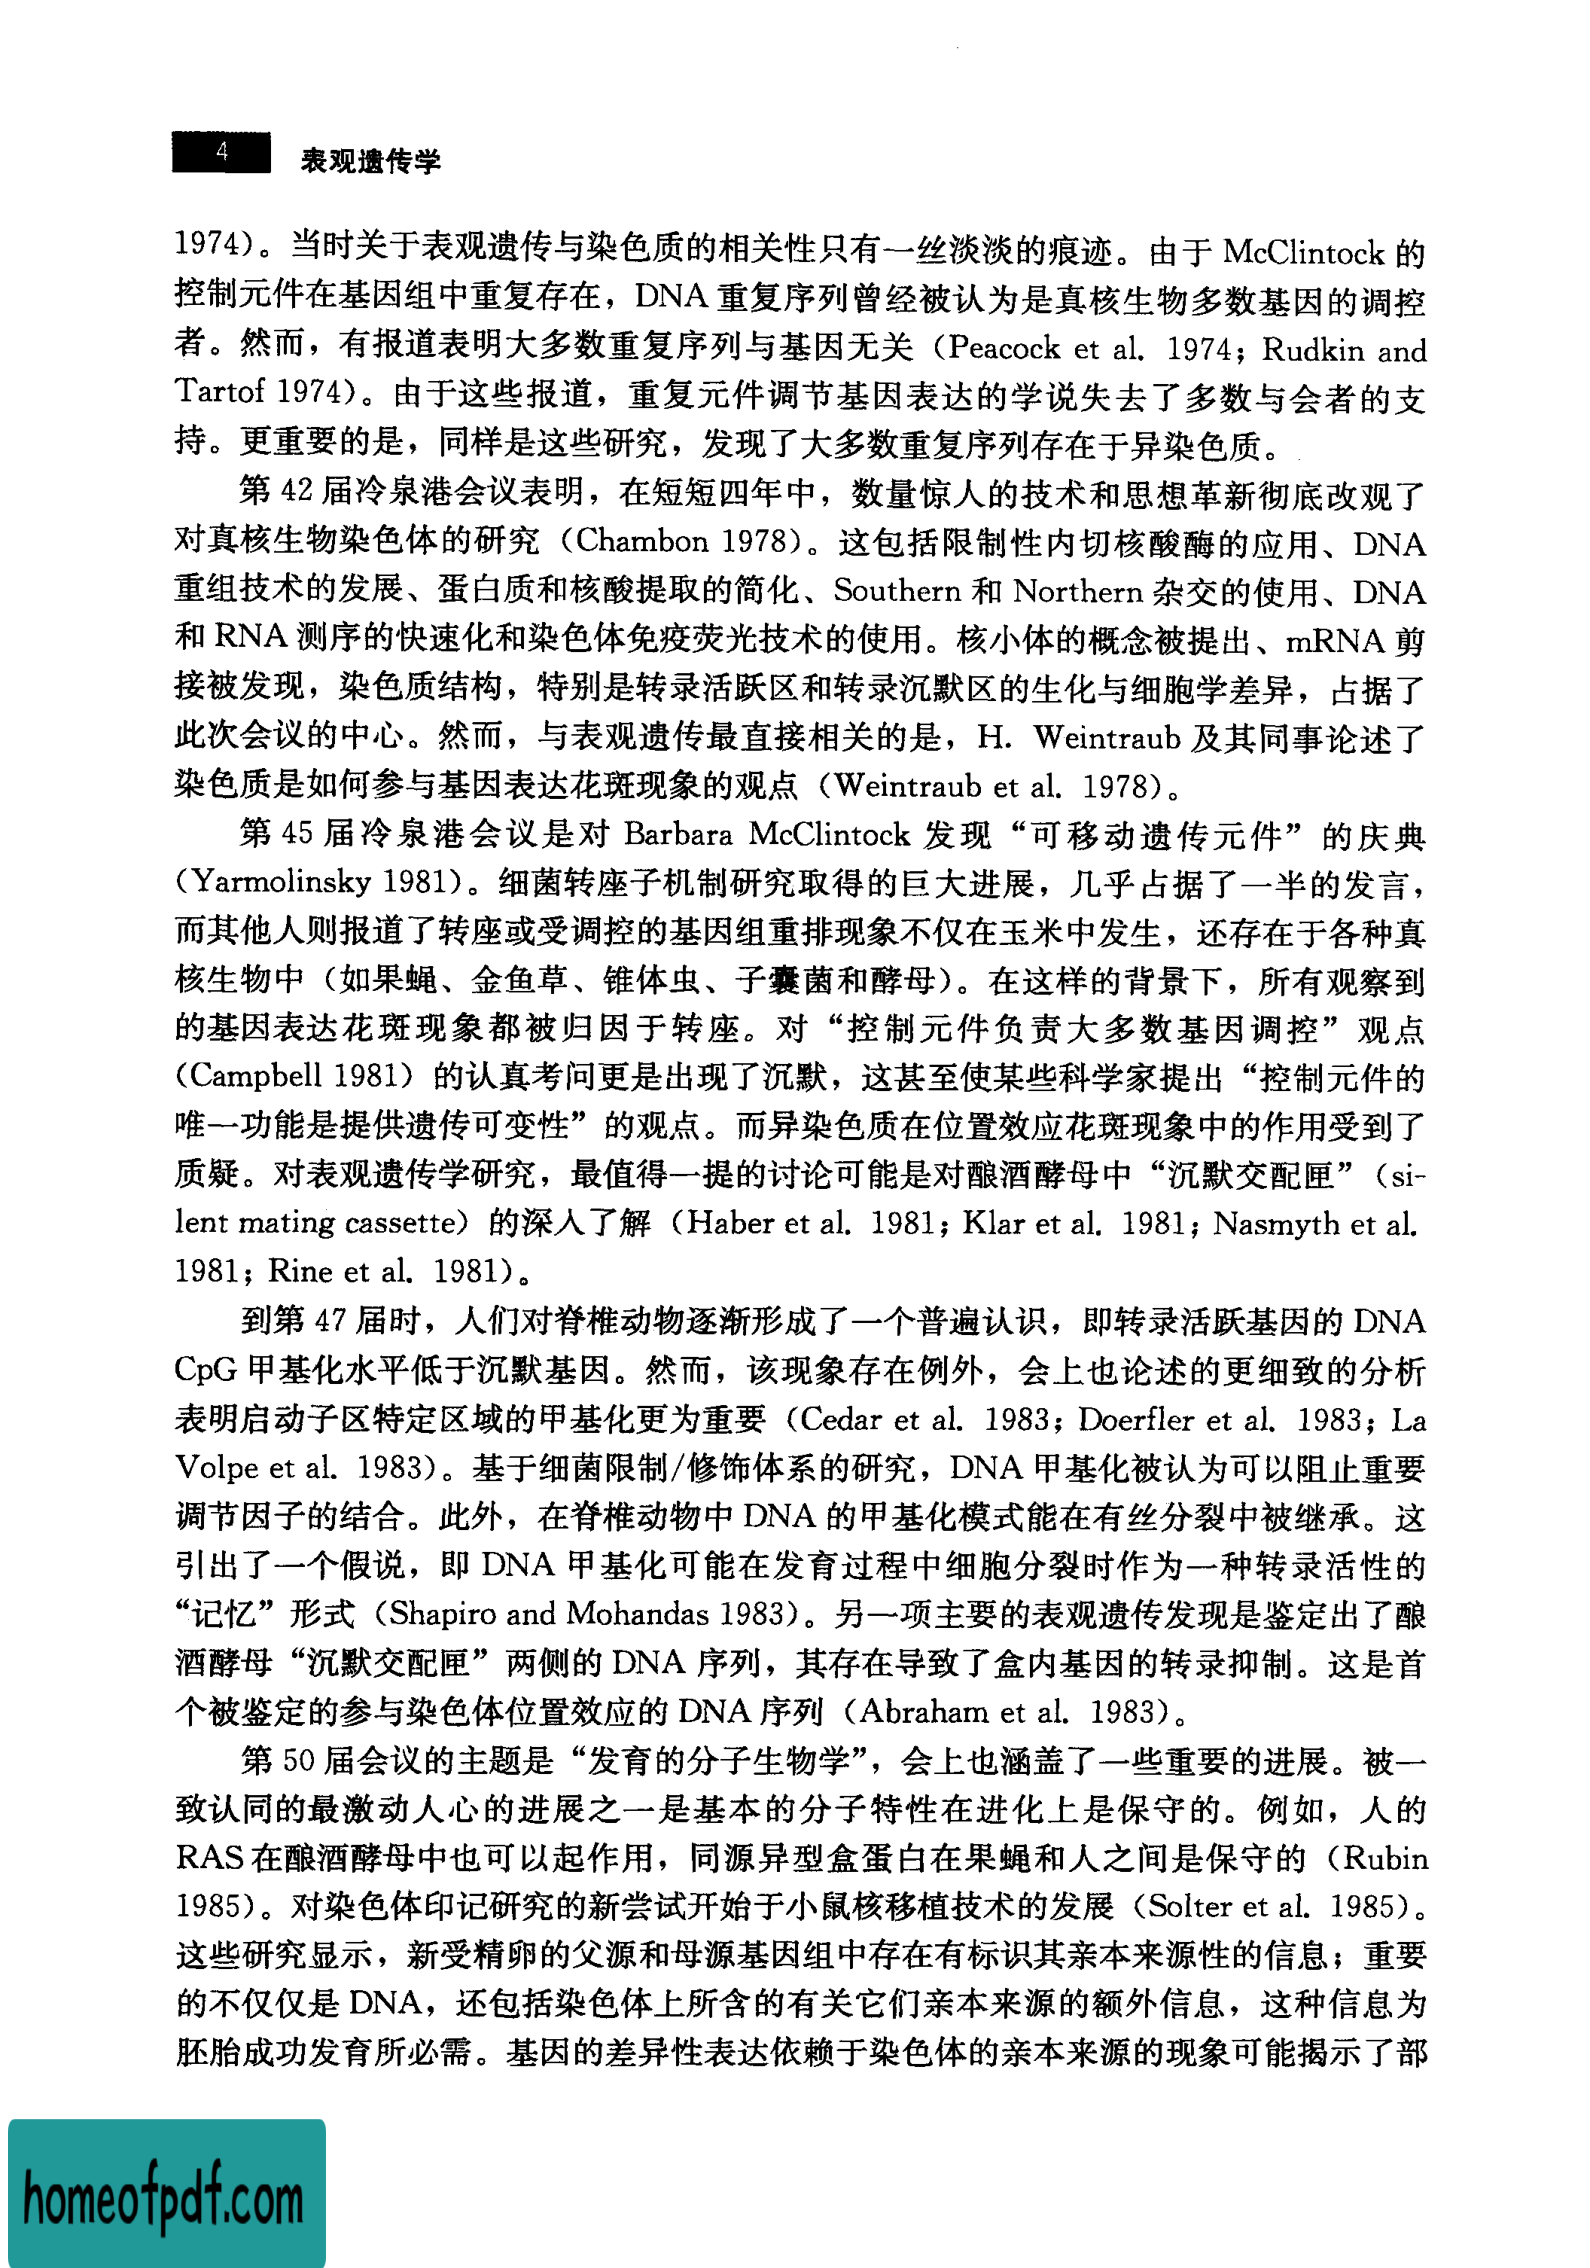 4 表观遗传学
1974)。当时关于表观遗传与染色质的相关性只有一丝淡淡的痕迹。由于 McClintock 的
控制元件在基因组中重复存在，DNA 重复序列曾经被认为是真核生物多数基因的调控
者。然而，有报道表明大多数重复序列与基因无关（Peacock et al. 1974；Rudkin and
Tartof 1974)。由于这些报道，重复元件调节基因表达的学说失去了多数与会者的支
持。更重要的是，同样是这些研究，发现了大多数重复序列存在于异染色质。
第 42 届冷泉港会议表明，在短短四年中，数量惊人的技术和思想革新彻底改观了
对真核生物染色体的研究（Chambon 1978)。这包括限制性内切核酸酶的应用、DNA
重组技术的发展、蛋白质和核酸提取的简化、Southern 和 Northern 杂交的使用、DNA
和 RNA 测序的快速化和染色体免疫荧光技术的使用。核小体的概念被提出、mRNA 剪
接被发现，染色质结构，特别是转录活跃区和转录沉默区的生化与细胞学差异，占据了
此次会议的中心。然而，与表观遗传最直接相关的是，H. Weintraub 及其同事论述了
染色质是如何参与基因表达花斑现象的观点（Weintraub et al. 1978)。
第 45 届冷泉港会议是对 Barbara McClintock 发现“可移动遗传元件”的庆典
（Yarmolinsky 1981)。细菌转座子机制研究取得的巨大进展，几乎占据了一半的发言，
而其他人则报道了转座或受调控的基因组重排现象不仅在玉米中发生，还存在于各种真
核生物中（如果蝇、金鱼草、锥体虫、子囊菌和酵母)。在这样的背景下，所有观察到
的基因表达花斑现象都被归因于转座。对“控制元件负责大多数基因调控”观点
（Campbell 1981）的认真考问更是出现了沉默，这甚至使某些科学家提出“控制元件的
唯一功能是提供遗传可变性”的观点。而异染色质在位置效应花斑现象中的作用受到了
质疑。对表观遗传学研究，最值得一提的讨论可能是对酿酒酵母中“沉默交配匣”（si-
lent mating cassette）的深入了解（Haber et al. 1981；Klar et al. 1981；Nasmyth et al.
1981；Rine et al. 1981)。
到第 47 届时，人们对脊椎动物逐渐形成了一个普遍认识，即转录活跃基因的 DNA
CpG 甲基化水平低于沉默基因。然而，该现象存在例外，会上也论述的更细致的分析
表明启动子区特定区域的甲基化更为重要（Cedar et al. 1983；Doerfler et al. 1983；La
Volpe et al. 1983)。基于细菌限制/修饰体系的研究，DNA 甲基化被认为可以阻止重要
调节因子的结合。此外，在脊椎动物中 DNA 的甲基化模式能在有丝分裂中被继承。这
引出了一个假说，即 DNA 甲基化可能在发育过程中细胞分裂时作为一种转录活性的
“记忆”形式（Shapiro and Mohandas 1983)。另一项主要的表观遗传发现是鉴定出了酿
酒酵母“沉默交配匣”两侧的 DNA 序列，其存在导致了盒内基因的转录抑制。这是首
个被鉴定的参与染色体位置效应的 DNA 序列（Abraham et al. 1983)。
第 50 届会议的主题是“发育的分子生物学”，会上也涵盖了一些重要的进展。被一
致认同的最激动人心的进展之一是基本的分子特性在进化上是保守的。例如，人的
RAS 在酿酒酵母中也可以起作用，同源异型盒蛋白在果蝇和人之间是保守的（Rubin
1985)。对染色体印记研究的新尝试开始于小鼠核移植技术的发展（Solter et al. 1985)。
这些研究显示，新受精卵的父源和母源基因组中存在有标识其亲本来源性的信息；重要
的不仅仅是 DNA，还包括染色体上所含的有关它们亲本来源的额外信息，这种信息为
胚胎成功发育所必需。基因的差异性表达依赖于染色体的亲本来源的现象可能揭示了部
homeofpdf.com